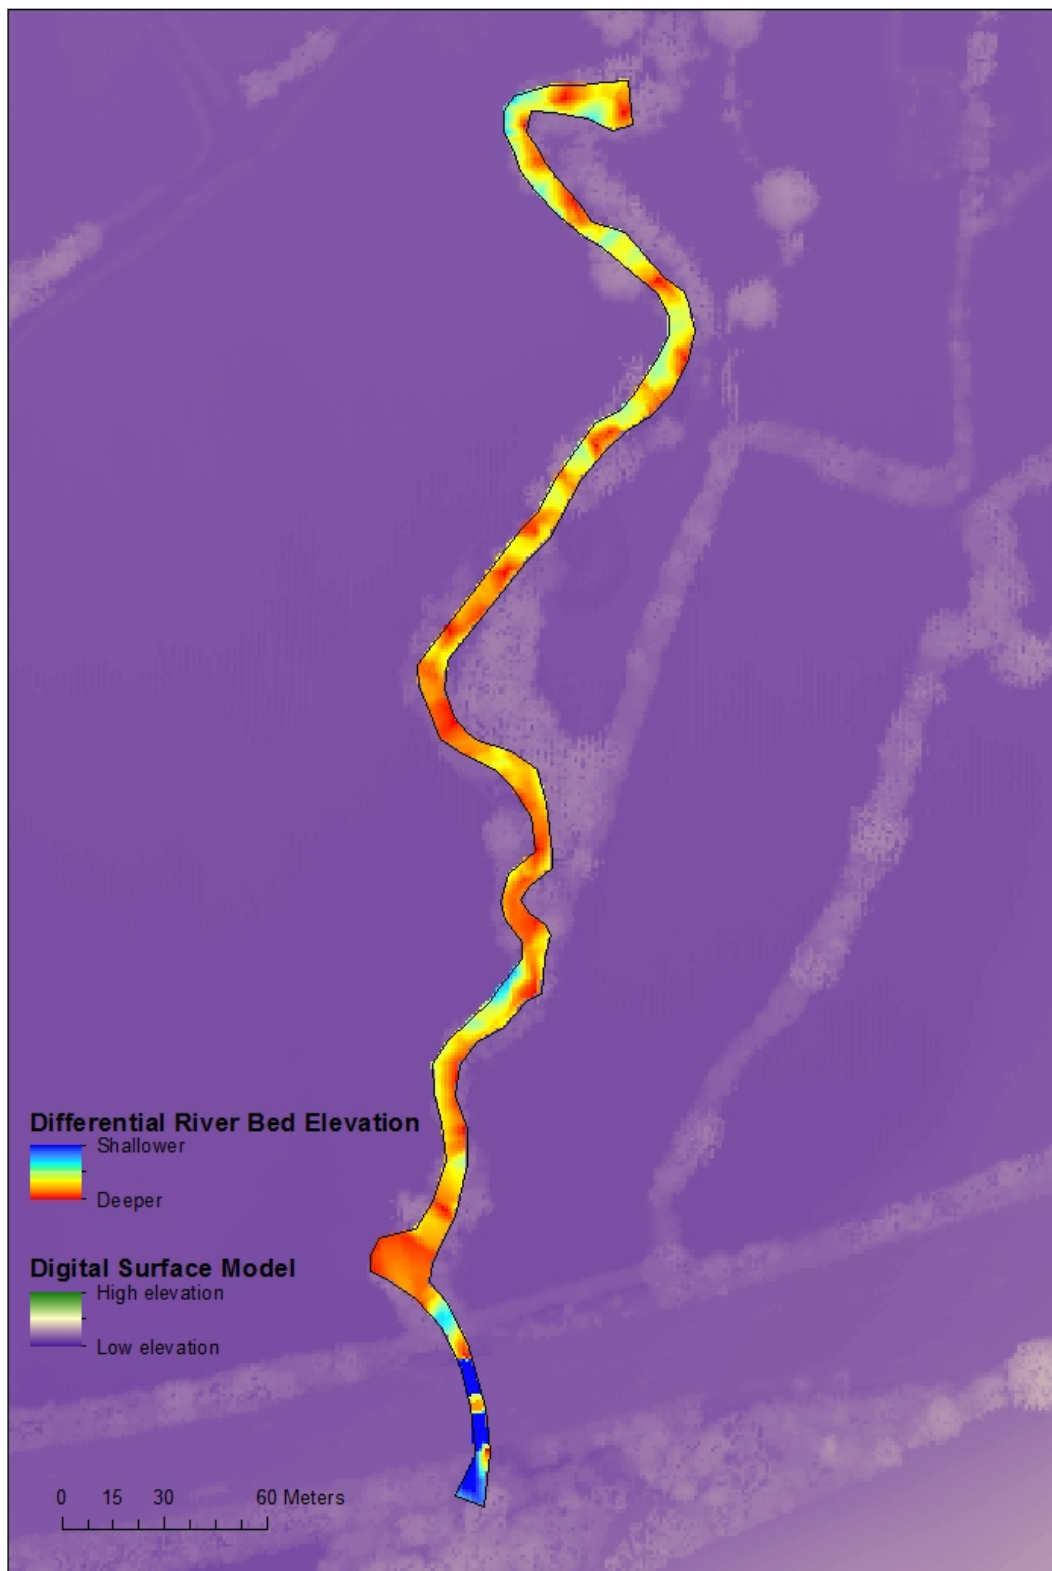 Differential River Bed Elevation
Shallower
Deeper
Digital Surface Model
High elevation
Low elevation
0 15 30 60 Meters